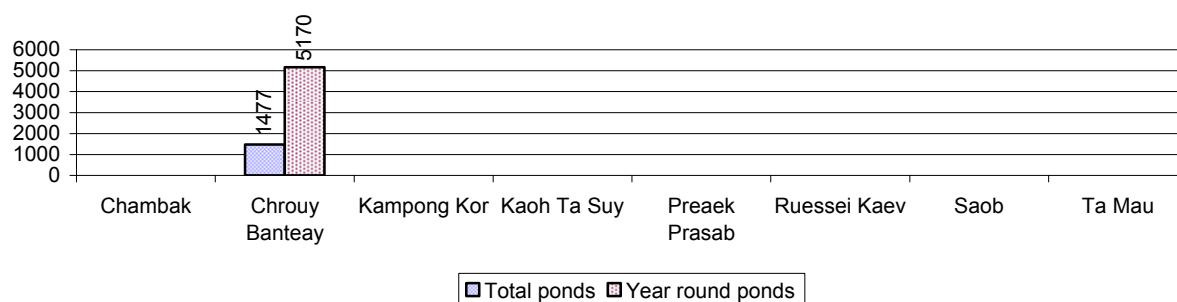 5170
1477
6000
5000
4000
3000
2000
1000
0
Chambak
Chrouy
Banteay
Kampong Kor
Kaoh Ta Suy
Preaek
Prasab
Ruessei Kaev
Saob
Ta Mau
Total ponds
Year round ponds